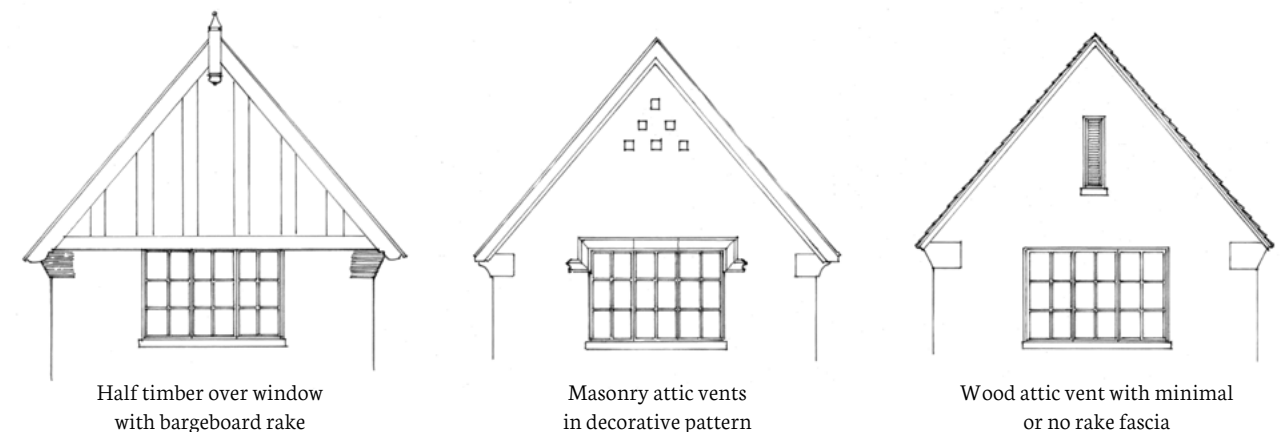 Half timber over window
with bargeboard rake
Masonry attic vents
in decorative pattern
Wood attic vent with minimal
or no rake fascia